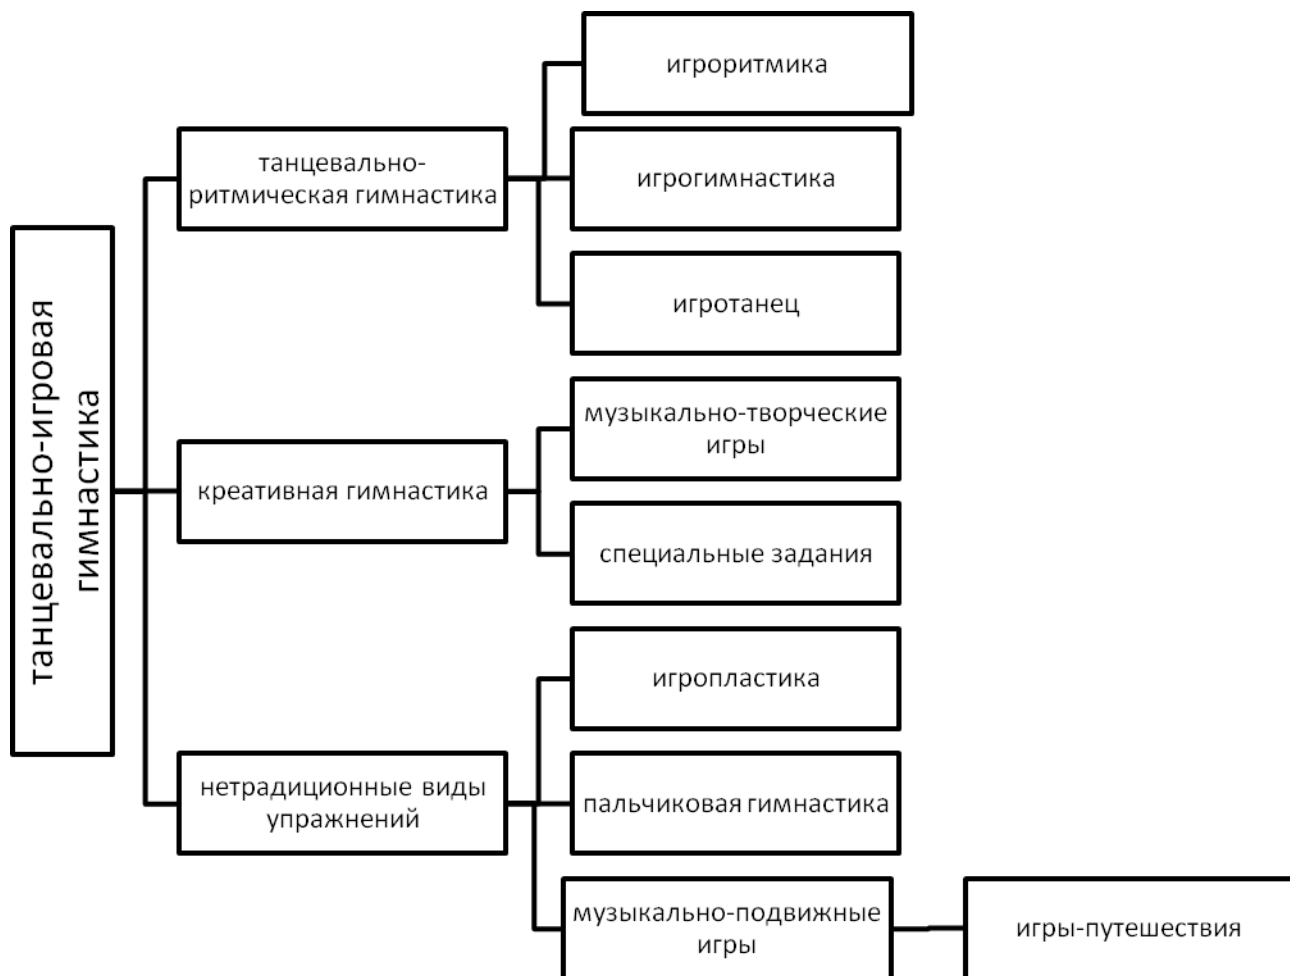 танцевально-игровая
гимнастика
танцевально-
ритмическая гимнастика
игроритмика
игрогимнастика
игротанец
креативная гимнастика
музыкально-творческие
игры
специальные задания
нетрадиционные виды
упражнений
игропластика
пальчиковая гимнастика
музыкально-подвижные
игры
игры-путешествия